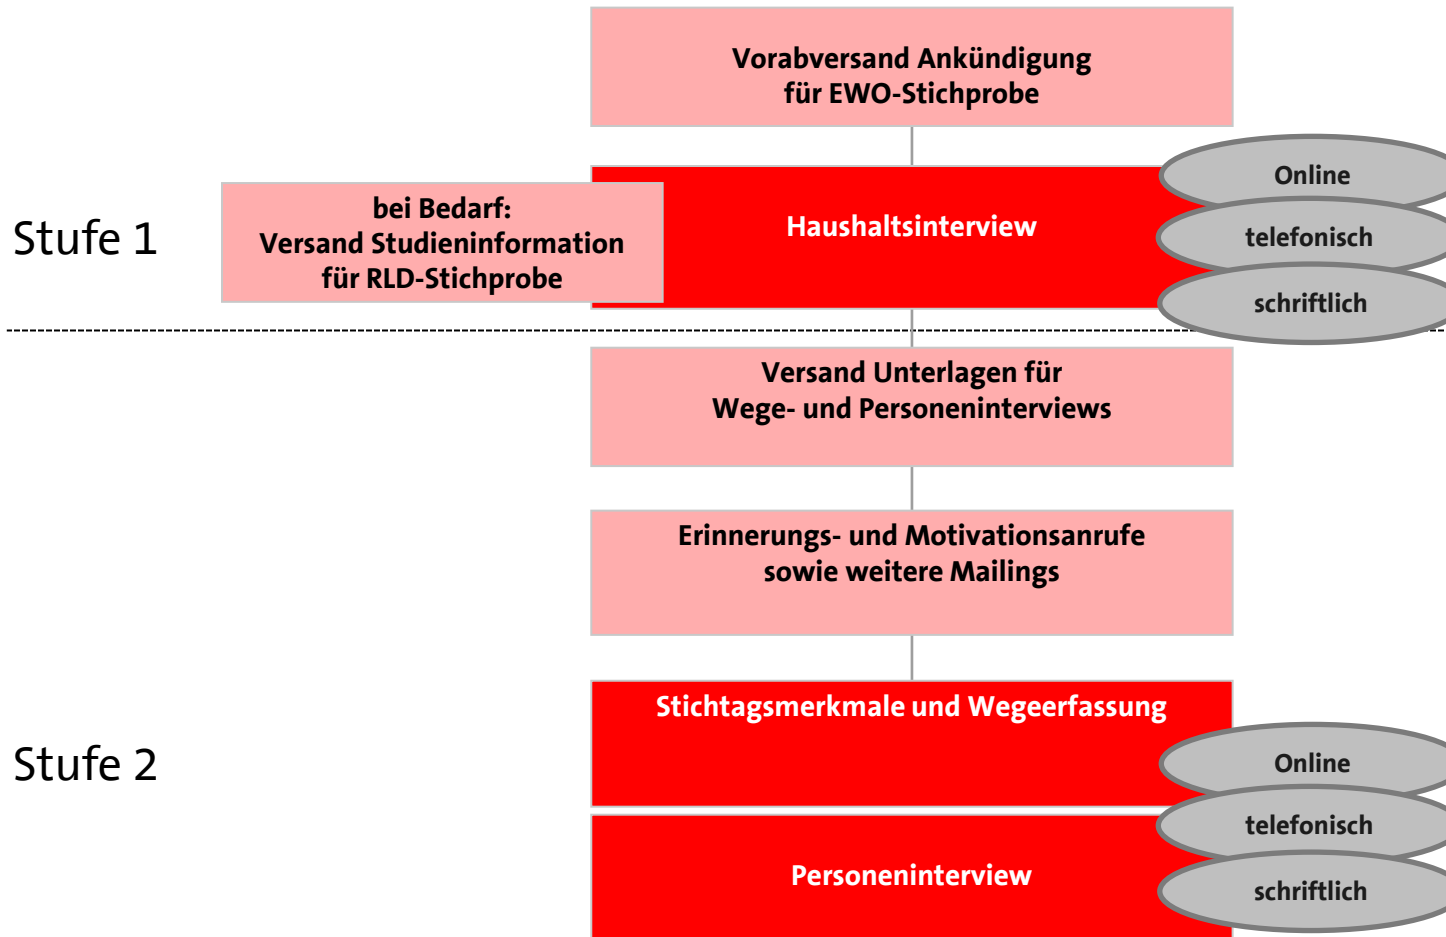 Vorabversand Ankündigung
für EWO-Stichprobe
Stufe 1
bei Bedarf:
Versand Studieninformation
für RLD-Stichprobe
Haushaltsinterview
Online
telefonisch
schriftlich
Versand Unterlagen für
Wege- und Personeninterviews
Erinnerungs- und Motivationsanrufe
sowie weitere Mailings
Stufe 2
Stichtagsmerkmale und Wegeerfassung
Personeninterview
Online
telefonisch
schriftlich